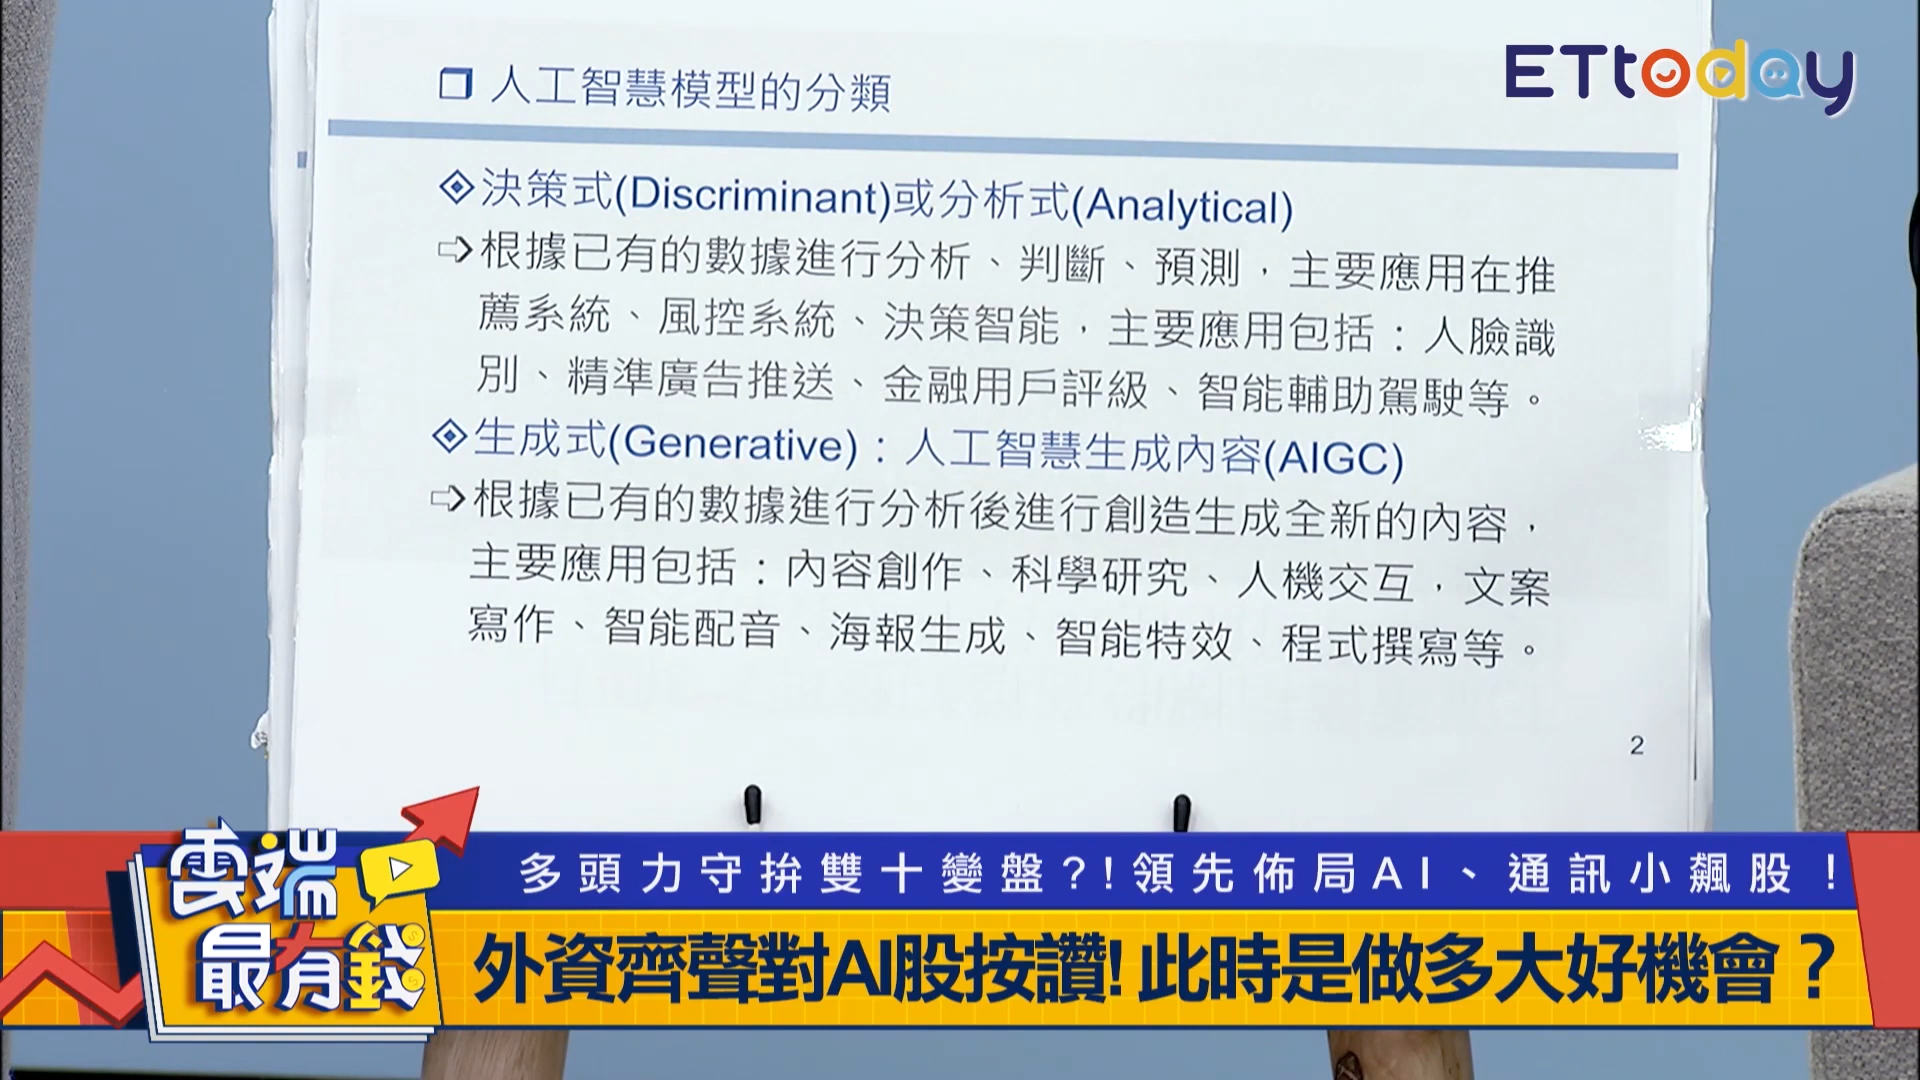 人工智慧模型的分類
ETtoday
決策式(Discriminant)或分析式(Analytical)
根據已有的數據進行分析、判斷、預測，主要應用在推
薦系統、風控系統、決策智能，主要應用包括：人臉識
別、精準廣告推送、金融用戶評級、智能輔助駕駛等。
生成式(Generative)：人工智慧生成內容(AIGC)
根據已有的數據進行分析後進行創造生成全新的內容，
主要應用包括：內容創作、科學研究、人機交互，文案
寫作、智能配音、海報生成、智能特效、程式撰寫等。
2
雲端
最有錢
多頭力守拚雙十變盤?!領先佈局AI、通訊小飆股！
外資齊聲對AI股按讚! 此時是做多大好機會？